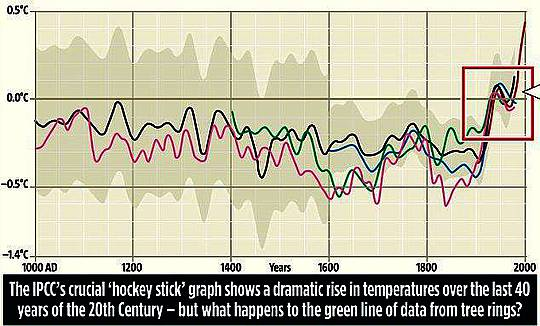 0.5°C
0.0°C
-0.5°C
-1.4°C
1000 AD 1200 1400 Years 1600 1800 2000
The IPCC's crucial 'hockey stick' graph shows a dramatic rise in temperatures over the last 40
years of the 20th Century – but what happens to the green line of data from tree rings?